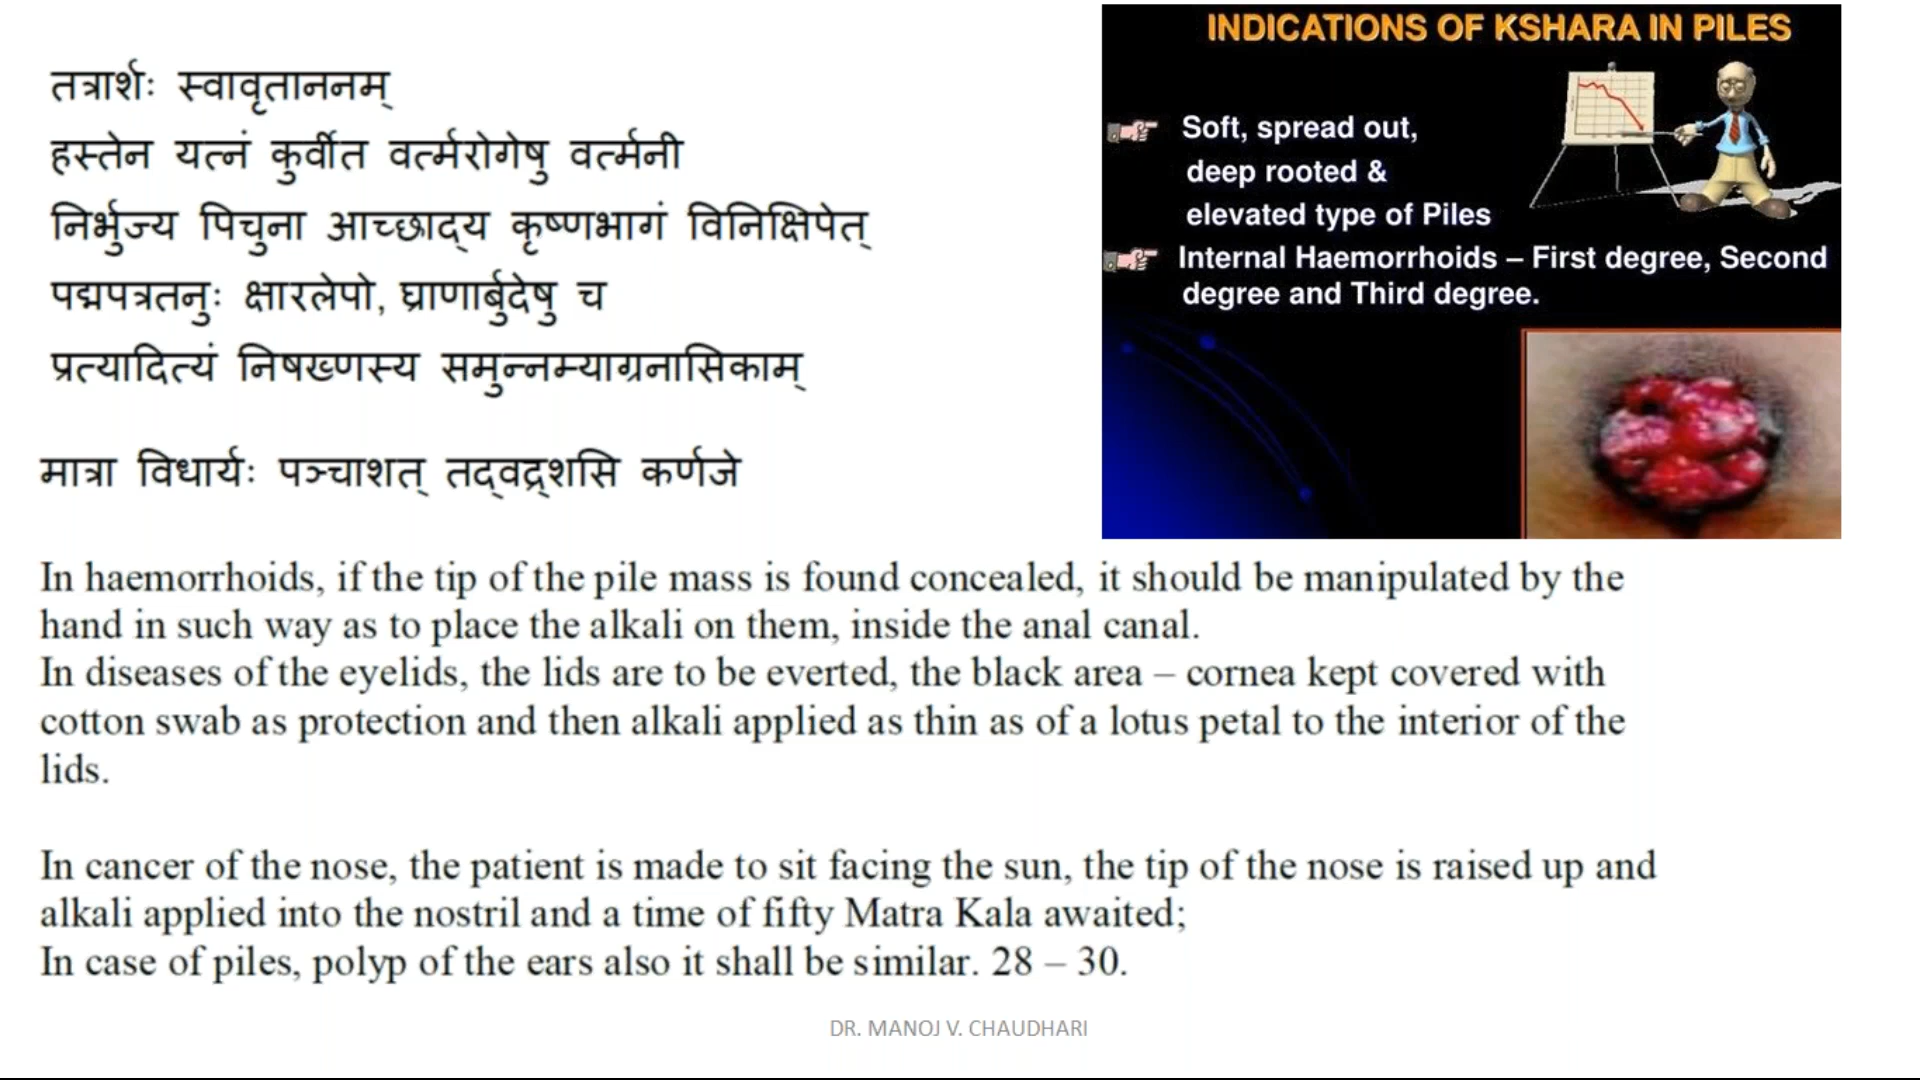 तत्रार्शः स्वावृताननम्
हस्तेन यत्नं कुर्वीत वर्त्मरोगेषु वर्त्मनी
निर्भुज्य पिचुना आच्छाद्य कृष्णभागं विनिक्षिपेत्
पद्मपत्रतनुः क्षारलेपो, घ्राणार्बुदेषु च
प्रत्यादित्यं निषख्णस्य समुन्नम्याग्रनासिकाम्
मात्रा विधार्यः पञ्चाशत् तद्वद्र्शसि कर्णजे
INDICATIONS OF KSHARA IN PILES
Soft, spread out,
deep rooted &
elevated type of Piles
Internal Haemorrhoids – First degree, Second
degree and Third degree.
In haemorrhoids, if the tip of the pile mass is found concealed, it should be manipulated by the
hand in such way as to place the alkali on them, inside the anal canal.
In diseases of the eyelids, the lids are to be everted, the black area – cornea kept covered with
cotton swab as protection and then alkali applied as thin as of a lotus petal to the interior of the
lids.
In cancer of the nose, the patient is made to sit facing the sun, the tip of the nose is raised up and
alkali applied into the nostril and a time of fifty Matra Kala awaited;
In case of piles, polyp of the ears also it shall be similar. 28 – 30.
DR. MANOJ V. CHAUDHARI